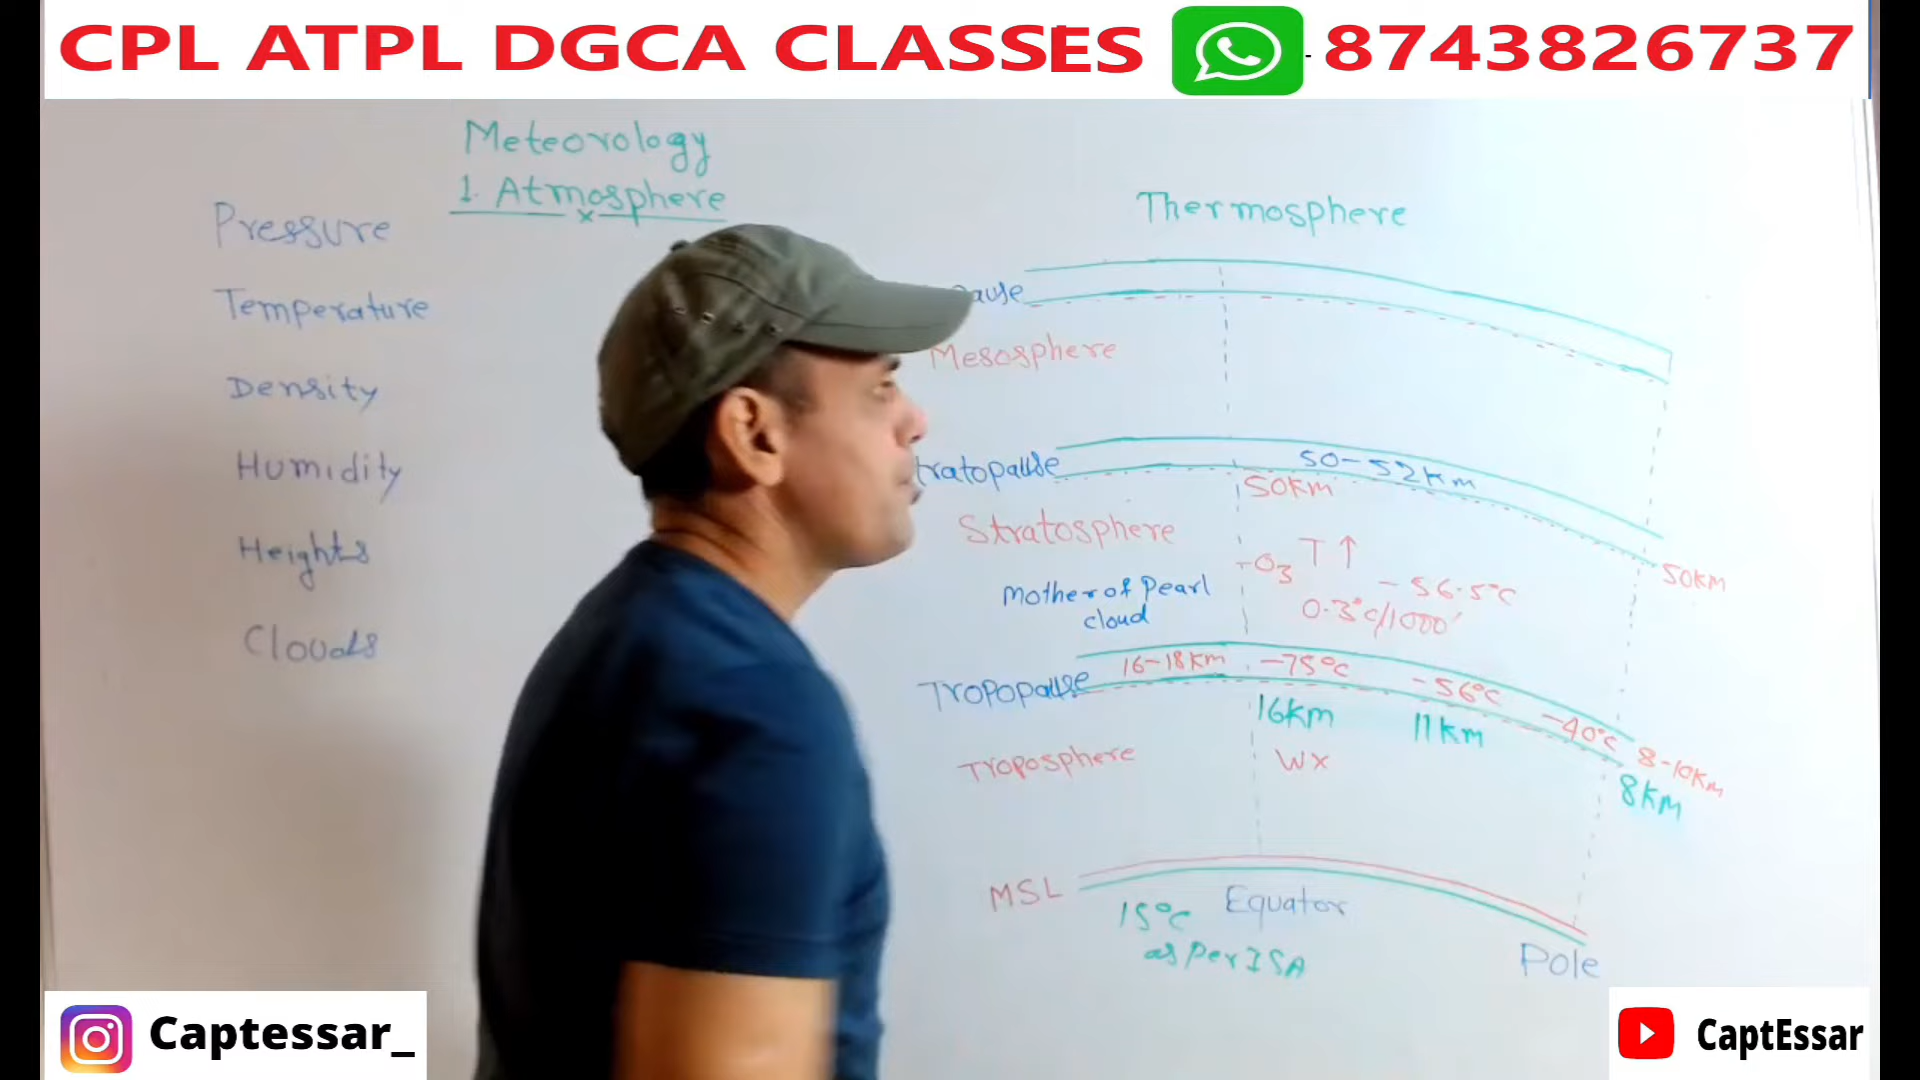 CPL ATPL DGCA CLASSES - 8743826737
Meteorology
1. Atmosphere
x
Pressure
Temperature
Density
Humidity
Heights
Clouds
Thermosphere
Mesosphere
50-52km
50KM
Stratosphere
O3 T ↑
-56.5°C
0.3°C/1000'
50KM
Mother of Pearl
cloud
16-18km -75°C -56°C -40°C 8-10km
Tropopause
16km 11km 8km
Troposphere
WX
MSL
15°C
as per ISA
Equator
Pole
Captessar_
CaptEssar